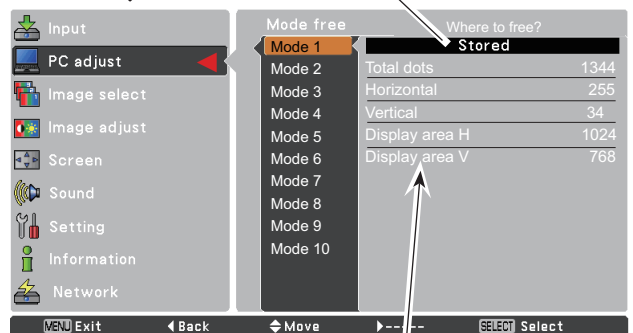 Input
PC adjust
Image select
Image adjust
Screen
Sound
Setting
Information
Network
Mode free
Mode 1
Mode 2
Mode 3
Mode 4
Mode 5
Mode 6
Mode 7
Mode 8
Mode 9
Mode 10
Where to free?
Stored
Total dots 1344
Horizontal 255
Vertical 34
Display area H 1024
Display area V 768
MENU Exit Back Move ----- SELECT Select